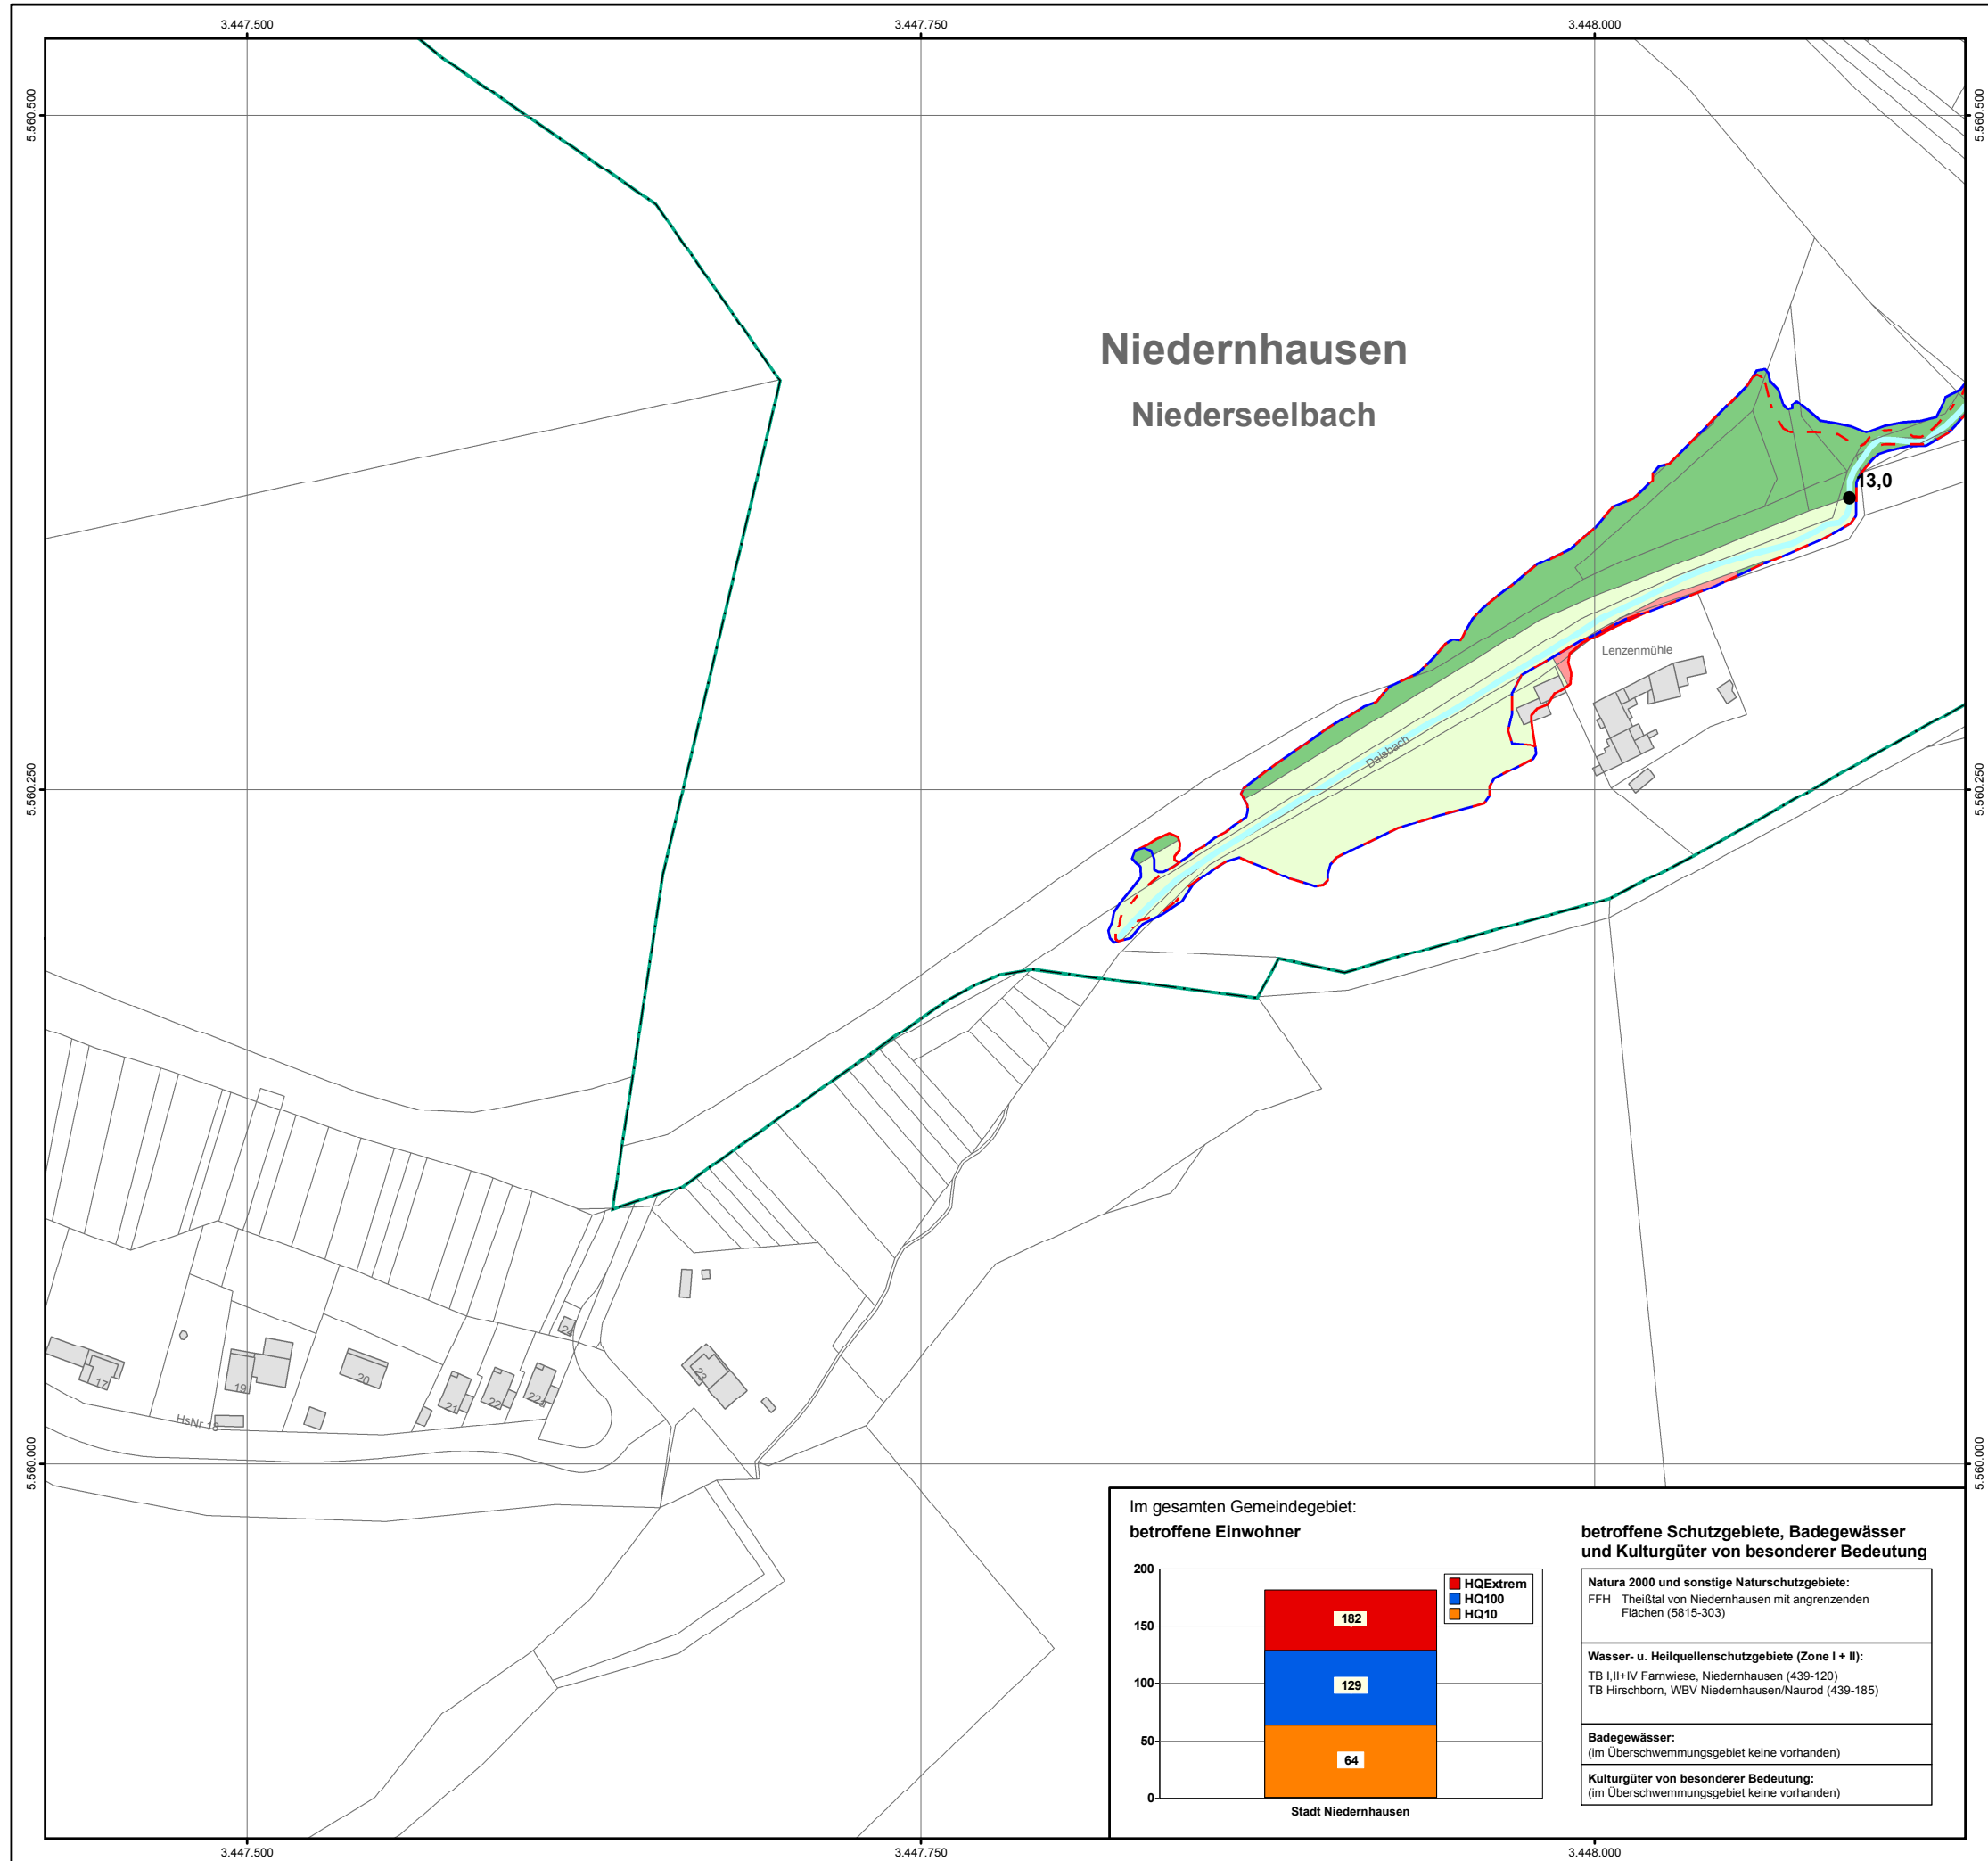 3.447.500
3.447.750
3.448.000
5.560.500
5.560.500
Niedernhausen
Niederseelbach
13,0
Lenzenmühle
Daisbach
5.560.250
5.560.250
24
23
17
19
20
21
22
22a
HsNr 18
5.560.000
5.560.000
Im gesamten Gemeindegebiet:
betroffene Einwohner
200
150
100
50
0
HQExtrem
HQ100
HQ10
182
129
64
Stadt Niedernhausen
betroffene Schutzgebiete, Badegewässer
und Kulturgüter von besonderer Bedeutung
Natura 2000 und sonstige Naturschutzgebiete:
FFH Theißtal von Niedernhausen mit angrenzenden
Flächen (5815-303)
Wasser- u. Heilquellenschutzgebiete (Zone I + II):
TB I,II+IV Farnwiese, Niedernhausen (439-120)
TB Hirschborn, WBV Niedernhausen/Naurod (439-185)
Badegewässer:
(im Überschwemmungsgebiet keine vorhanden)
Kulturgüter von besonderer Bedeutung:
(im Überschwemmungsgebiet keine vorhanden)
3.447.500
3.447.750
3.448.000